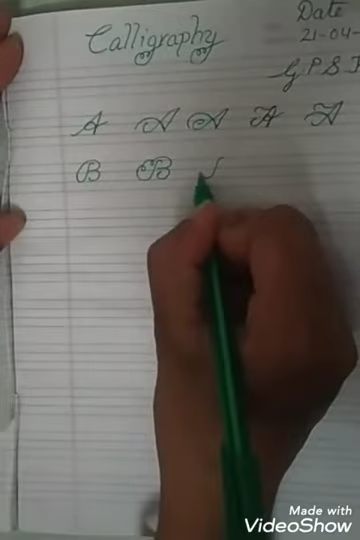 Date
Calligraphy
21-04-
G P S
A A A A A
B B
Made with
VideoShow